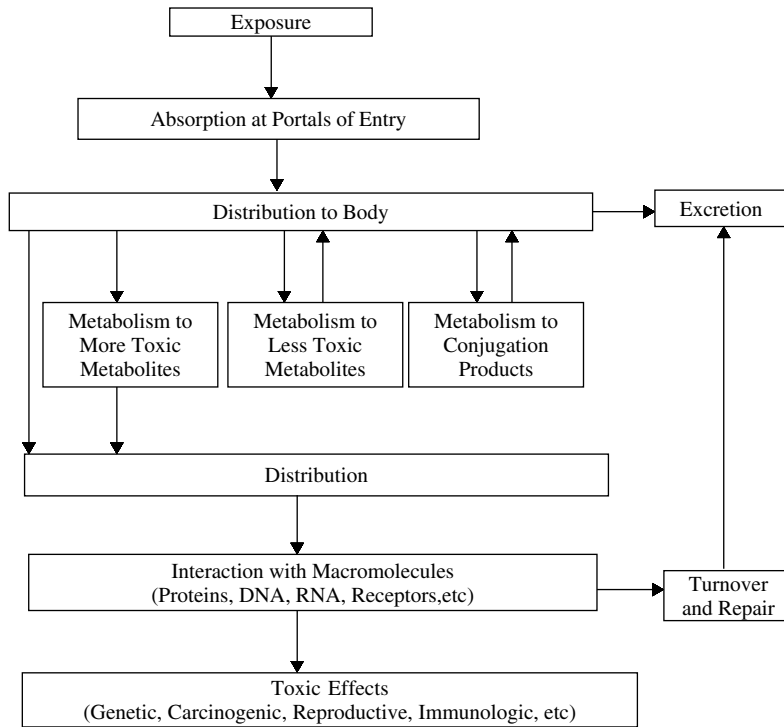 Exposure
Absorption at Portals of Entry
Distribution to Body
Excretion
Metabolism to
More Toxic
Metabolites
Metabolism to
Less Toxic
Metabolites
Metabolism to
Conjugation
Products
Distribution
Interaction with Macromolecules
(Proteins, DNA, RNA, Receptors,etc)
Turnover
and Repair
Toxic Effects
(Genetic, Carcinogenic, Reproductive, Immunologic, etc)